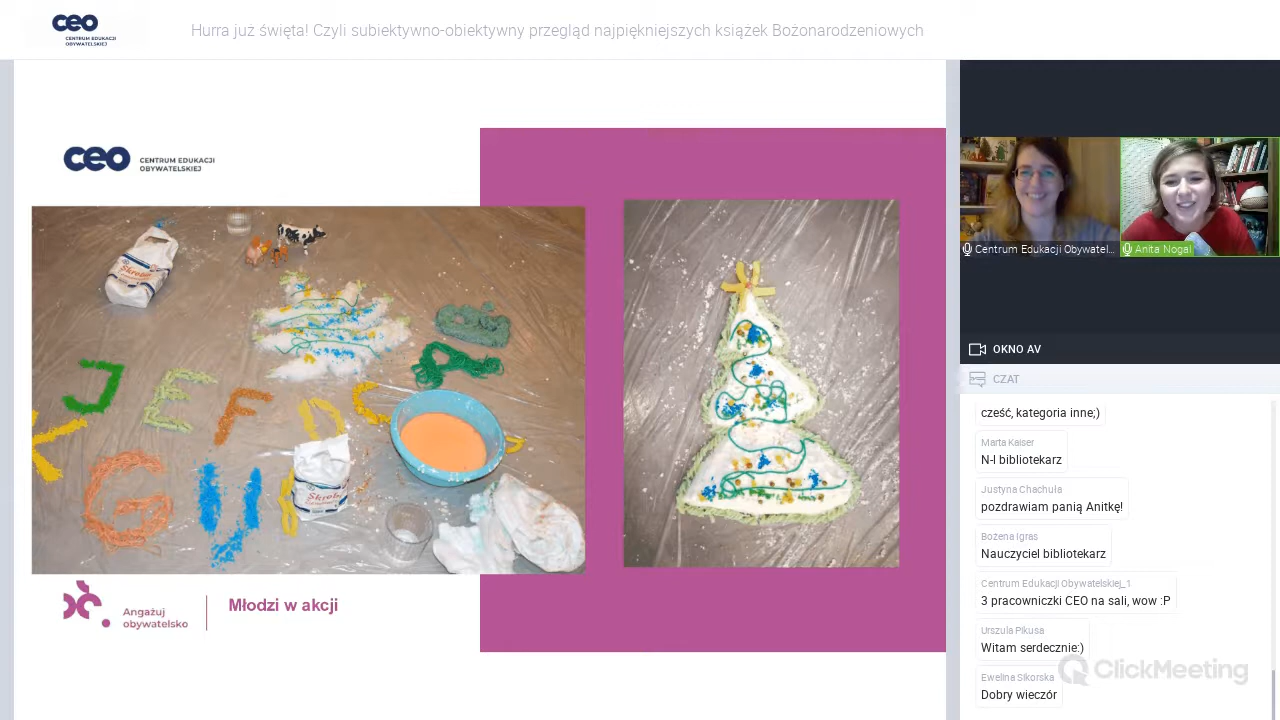 ceo
CENTRUM EDUKACJI
OBYWATELSKIEJ
Hurra już święta! Czyli subiektywno-obiektywny przegląd najpiękniejszych książek Bożonarodzeniowych
ceo
CENTRUM EDUKACJI
OBYWATELSKIEJ
Skrobia
J E F D C A
K G U
Skrobia
Angażuj
obywatelsko
Młodzi w akcji
Centrum Edukacji Obywatel...
Anita Nogaj
OKNO AV
CZAT
cześć, kategoria inne;)
Marta Kaiser
N-l bibliotekarz
Justyna Chachuła
pozdrawiam panią Anitkę!
Bożena Igras
Nauczyciel bibliotekarz
Centrum Edukacji Obywatelskiej_1
3 pracowniczki CEO na sali, wow :P
Urszula Pikusa
Witam serdecznie:)
Ewelina Sikorska
Dobry wieczór
ClickMeeting